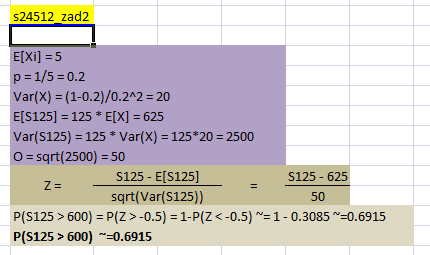 s24512_zad2
E[Xi] = 5
p = 1/5 = 0.2
Var(X) = (1-0.2)/0.2^2 = 20
E[S125] = 125 * E[X] = 625
Var(S125) = 125 * Var(X) = 125*20 = 2500
O = sqrt(2500) = 50
Z = S125 - E[S125] = S125 - 625
sqrt(Var(S125)) 50
P(S125 > 600) = P(Z > -0.5) = 1-P(Z < -0.5) ~= 1 - 0.3085 ~=0.6915
P(S125 > 600) ~=0.6915